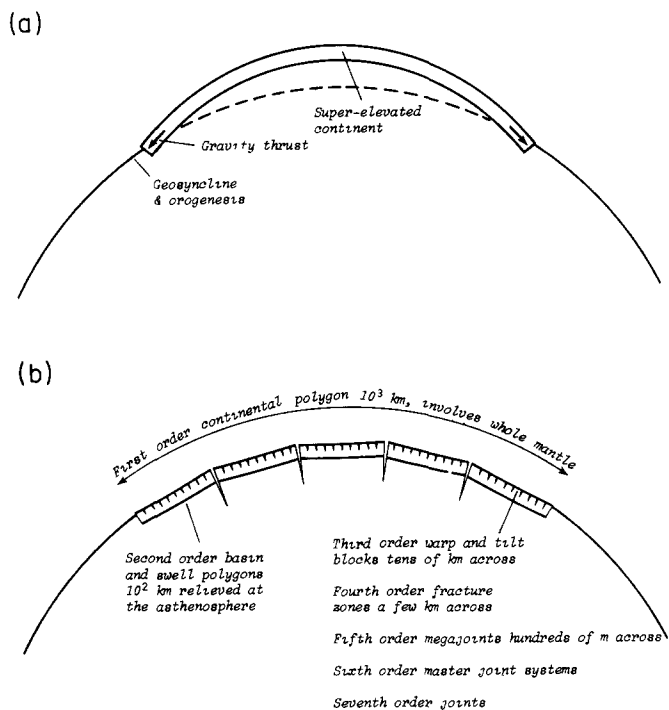 (a)
Super-elevated
continent
Gravity thrust
Geosyncline
& orogenesis
(b)
First order continental polygon 10³ km, involves whole mantle
Second order basin
and swell polygons
10² km relieved at
the asthenosphere
Third order warp and tilt
blocks tens of km across
Fourth order fracture
zones a few km across
Fifth order megajoints hundreds of m across
Sixth order master joint systems
Seventh order joints